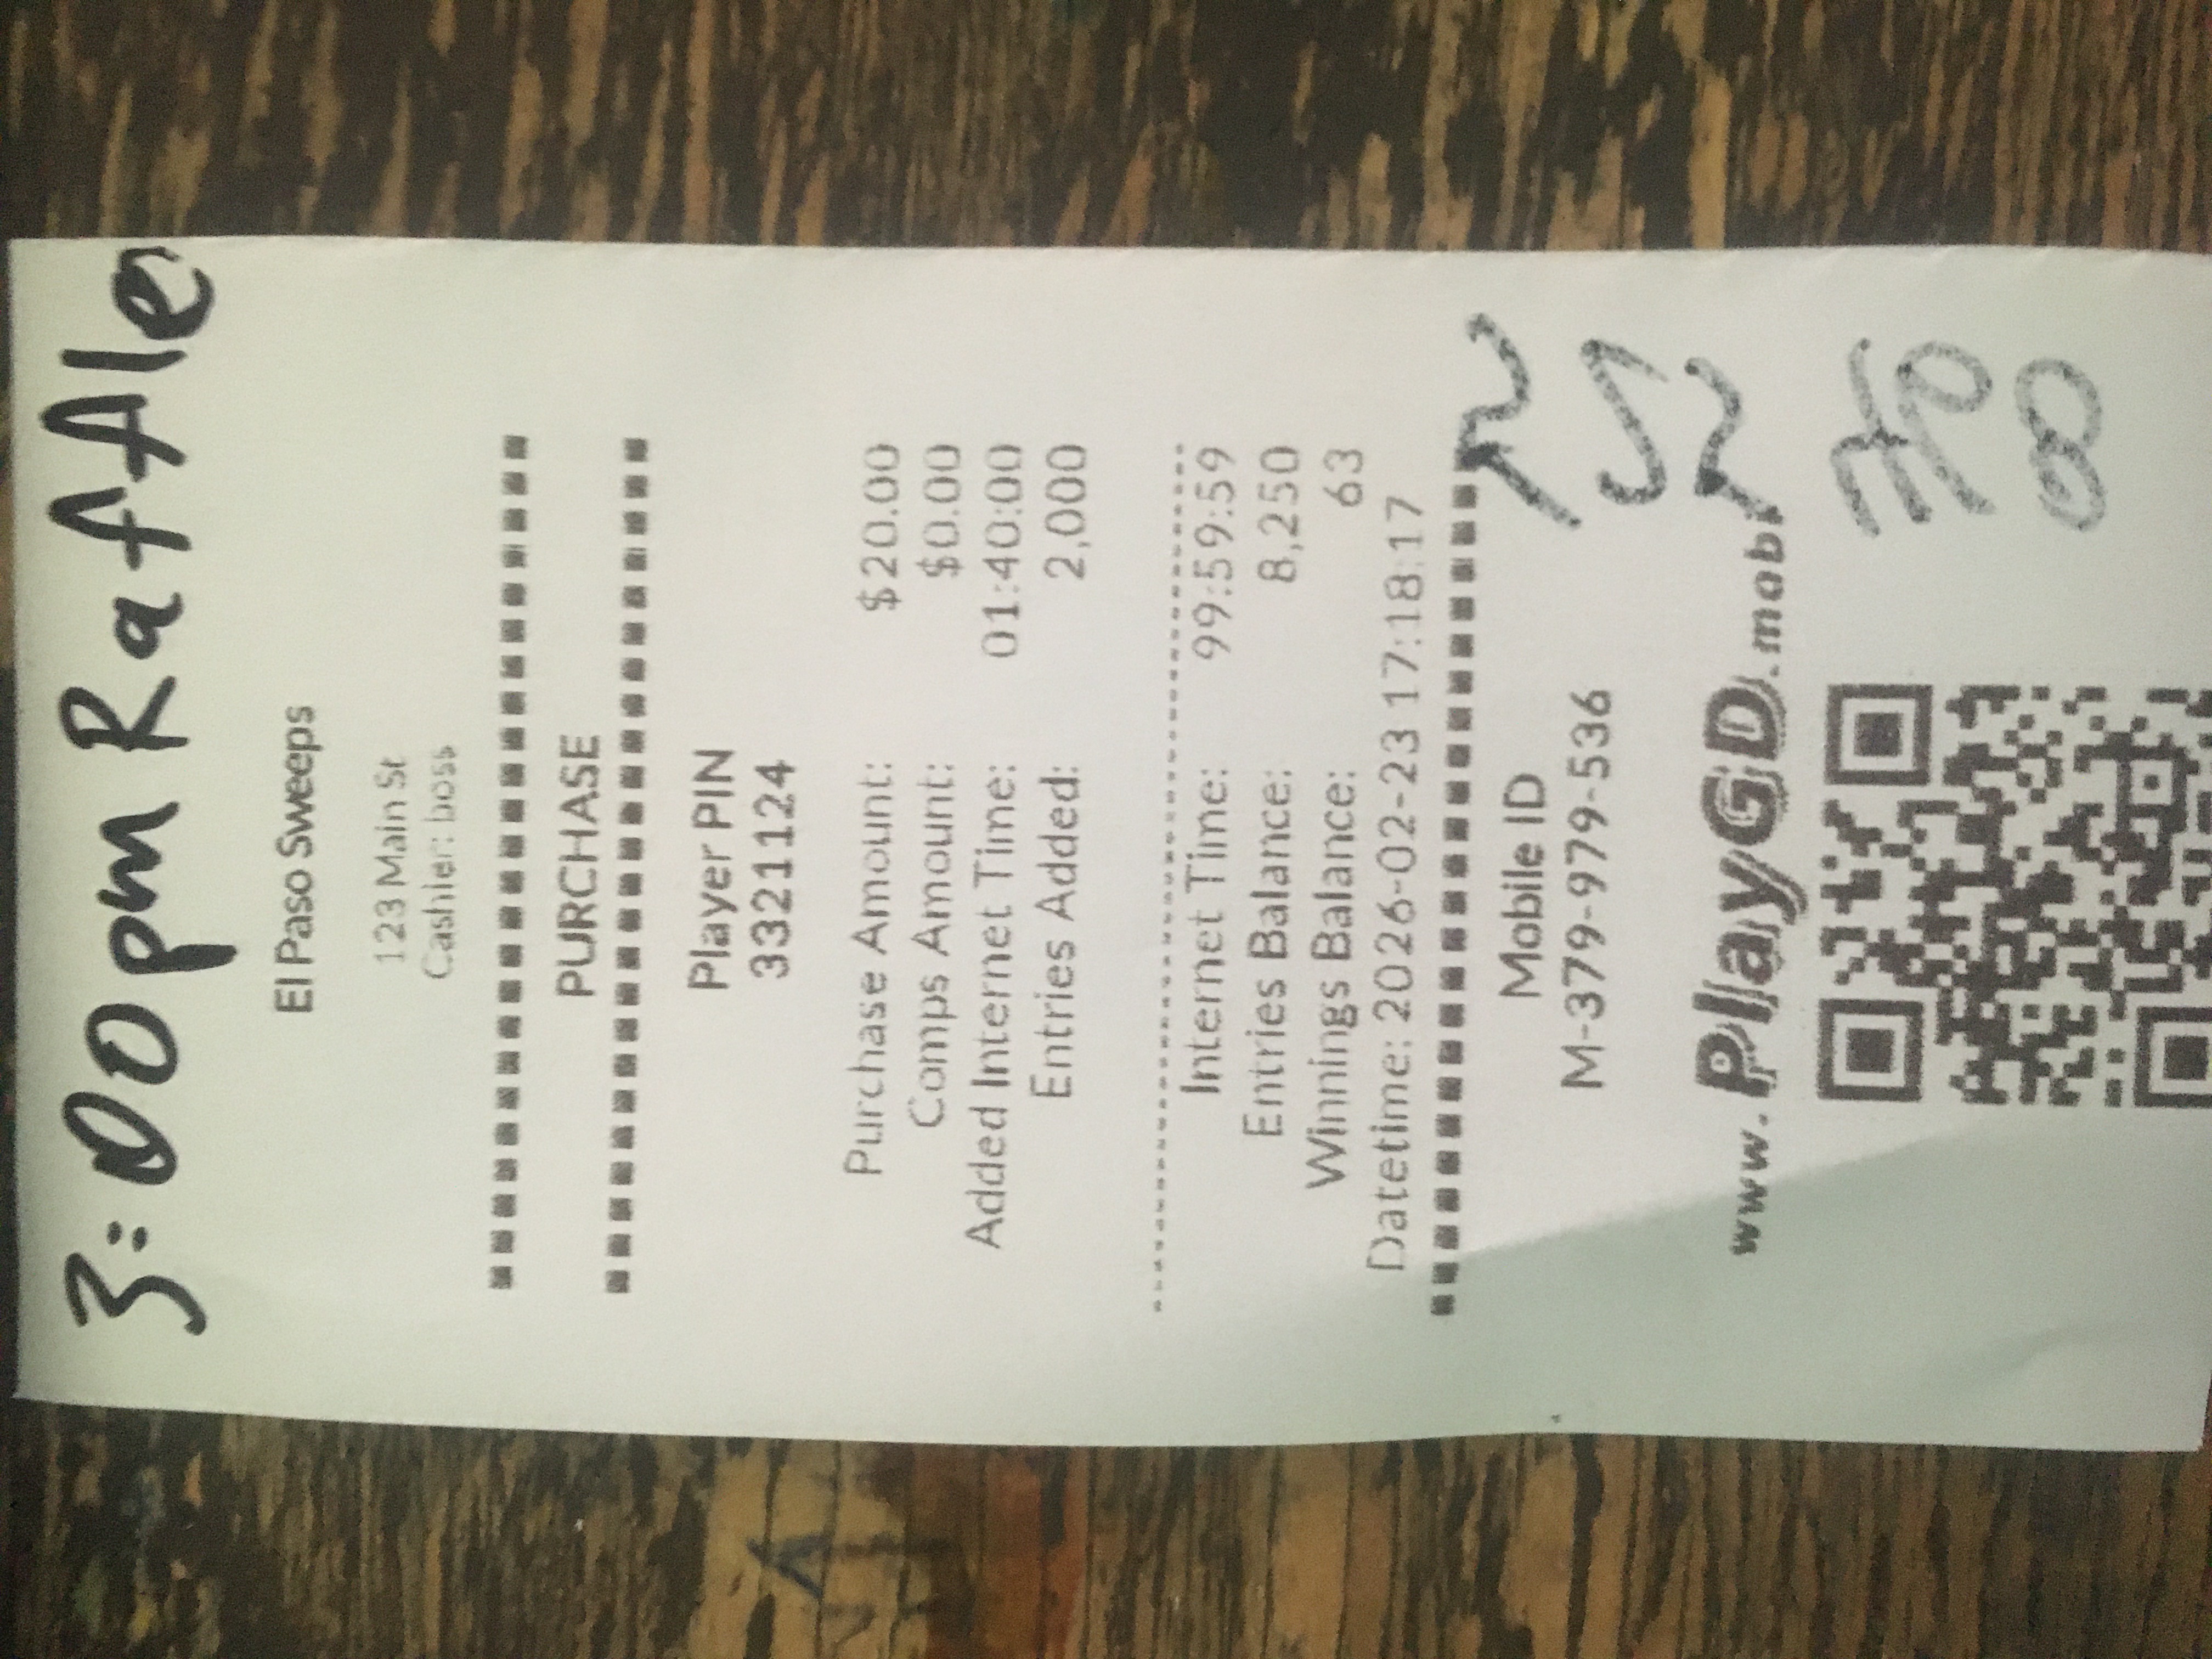 3:00pm Raffle
El Paso Sweeps
123 Main St
Cashier: boss
PURCHASE
Player PIN
3321124
Purchase Amount: $20.00
Comps Amount: $0.00
Added Internet Time: 01:40:00
Entries Added: 2,000
Internet Time: 99:59:59
Entries Balance: 8,250
Winnings Balance: 63
Datetime: 2026-02-23 17:18:17
Mobile ID
M-379-979-536
www.PlayGD.mobi